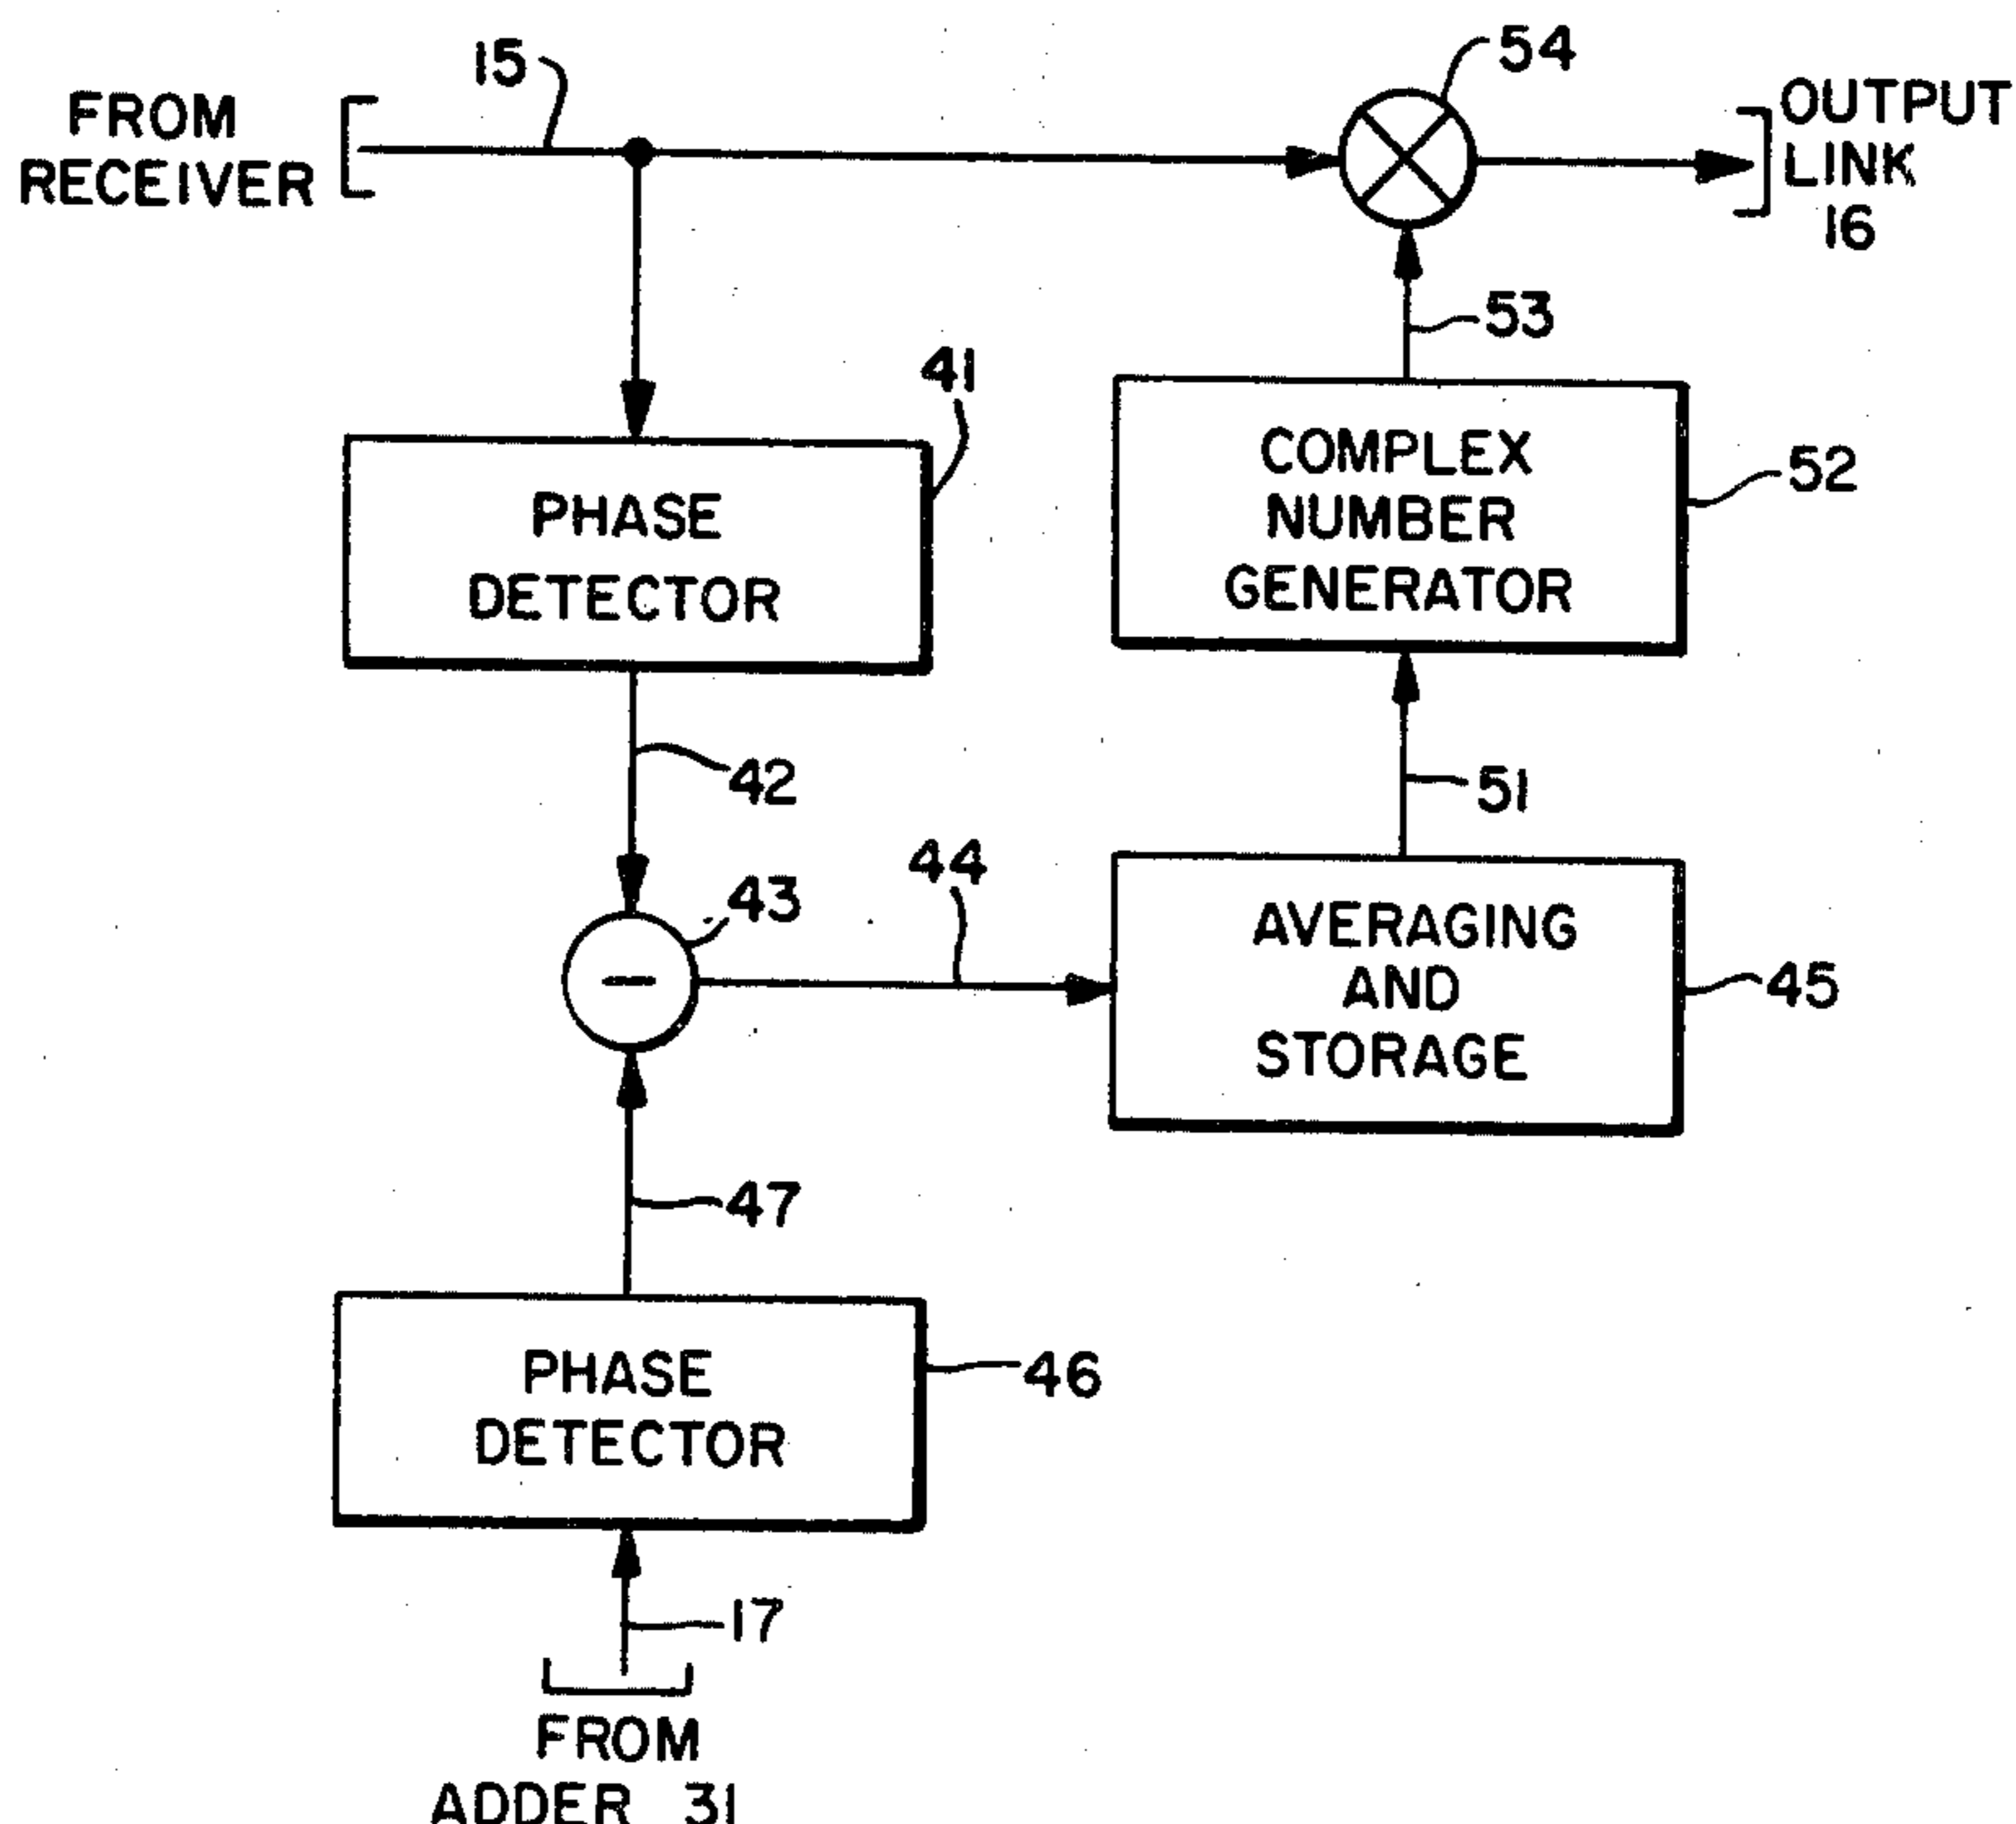 15
54
FROM
RECEIVER
OUTPUT
LINK
16
53
41
COMPLEX
NUMBER
GENERATOR
52
PHASE
DETECTOR
42
51
43
44
AVERAGING
AND
STORAGE
45
47
PHASE
DETECTOR
46
17
FROM
ADDER 31